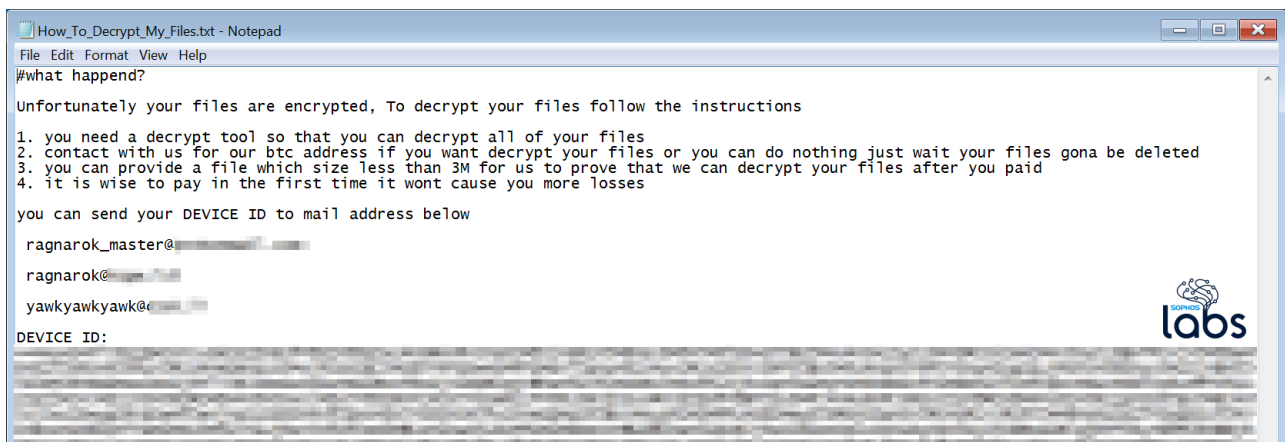 How_To_Decrypt_My_Files.txt - Notepad
File Edit Format View Help
#what happend?
Unfortunately your files are encrypted, To decrypt your files follow the instructions
1. you need a decrypt tool so that you can decrypt all of your files
2. contact with us for our btc address if you want decrypt your files or you can do nothing just wait your files gona be deleted
3. you can provide a file which size less than 3M for us to prove that we can decrypt your files after you paid
4. it is wise to pay in the first time it wont cause you more losses
you can send your DEVICE ID to mail address below
ragnarok_master@
ragnarok@
yawkyawkyawk@
SOPHOS
labs
DEVICE ID: